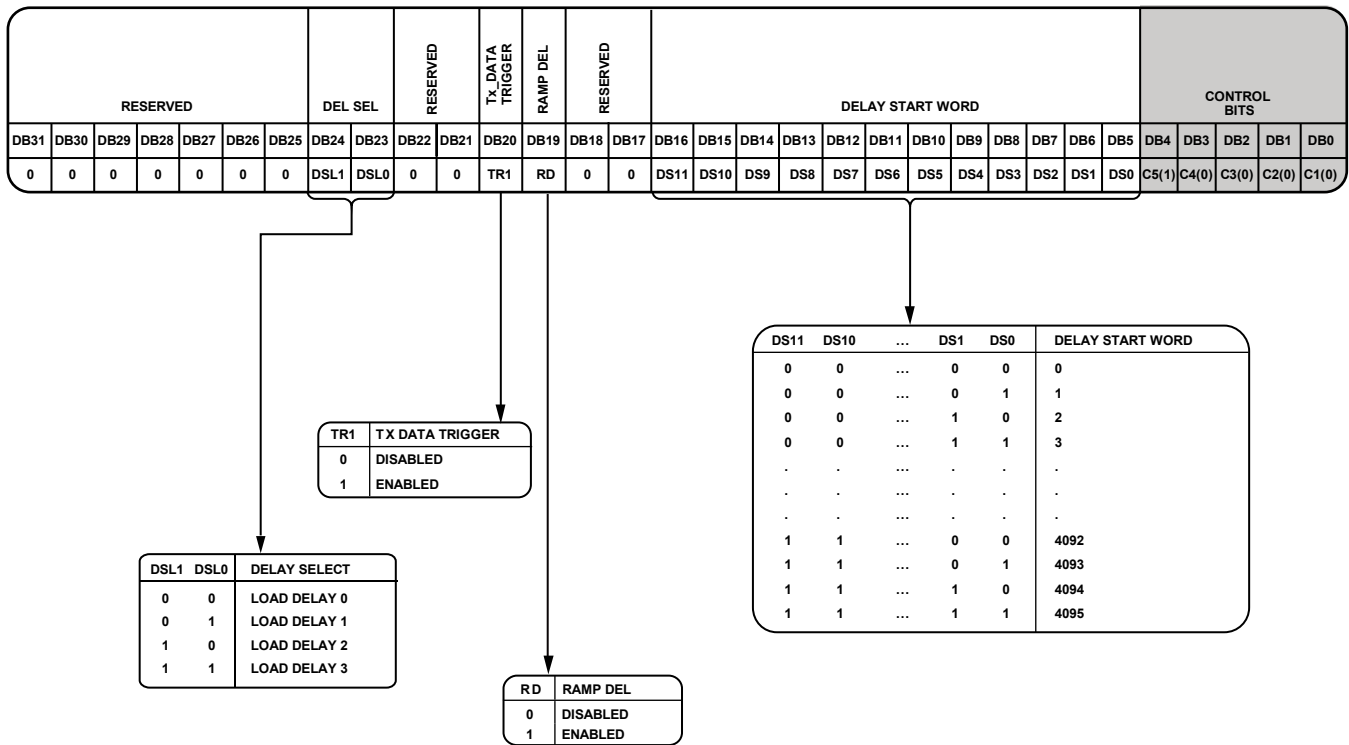 RESERVED DEL SEL RESERVED Tx_DATA TRIGGER RAMP DEL RESERVED DELAY START WORD CONTROL BITS
DB31 DB30 DB29 DB28 DB27 DB26 DB25 DB24 DB23 DB22 DB21 DB20 DB19 DB18 DB17 DB16 DB15 DB14 DB13 DB12 DB11 DB10 DB9 DB8 DB7 DB6 DB5 DB4 DB3 DB2 DB1 DB0
0 0 0 0 0 0 0 DSL1 DSL0 0 0 TR1 RD 0 0 DS11 DS10 DS9 DS8 DS7 DS6 DS5 DS4 DS3 DS2 DS1 DS0 C5(1) C4(0) C3(0) C2(0) C1(0)
DS11 DS10 ... DS1 DS0 DELAY START WORD
0 0 ... 0 0 0
0 0 ... 0 1 1
0 0 ... 1 0 2
0 0 ... 1 1 3
. . ... . . .
. . ... . . .
. . ... . . .
1 1 ... 0 0 4092
1 1 ... 0 1 4093
1 1 ... 1 0 4094
1 1 ... 1 1 4095
TR1 TX DATA TRIGGER
0 DISABLED
1 ENABLED
DSL1 DSL0 DELAY SELECT
0 0 LOAD DELAY 0
0 1 LOAD DELAY 1
1 0 LOAD DELAY 2
1 1 LOAD DELAY 3
RD RAMP DEL
0 DISABLED
1 ENABLED